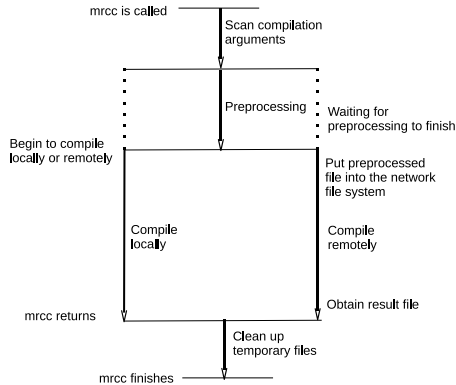 mrcc is called
Scan compilation
arguments
Preprocessing
Waiting for
preprocessing to finish
Begin to compile
locally or remotely
Put preprocessed
file into the network
file system
Compile
locally
Compile
remotely
Obtain result file
mrcc returns
Clean up
temporary files
mrcc finishes